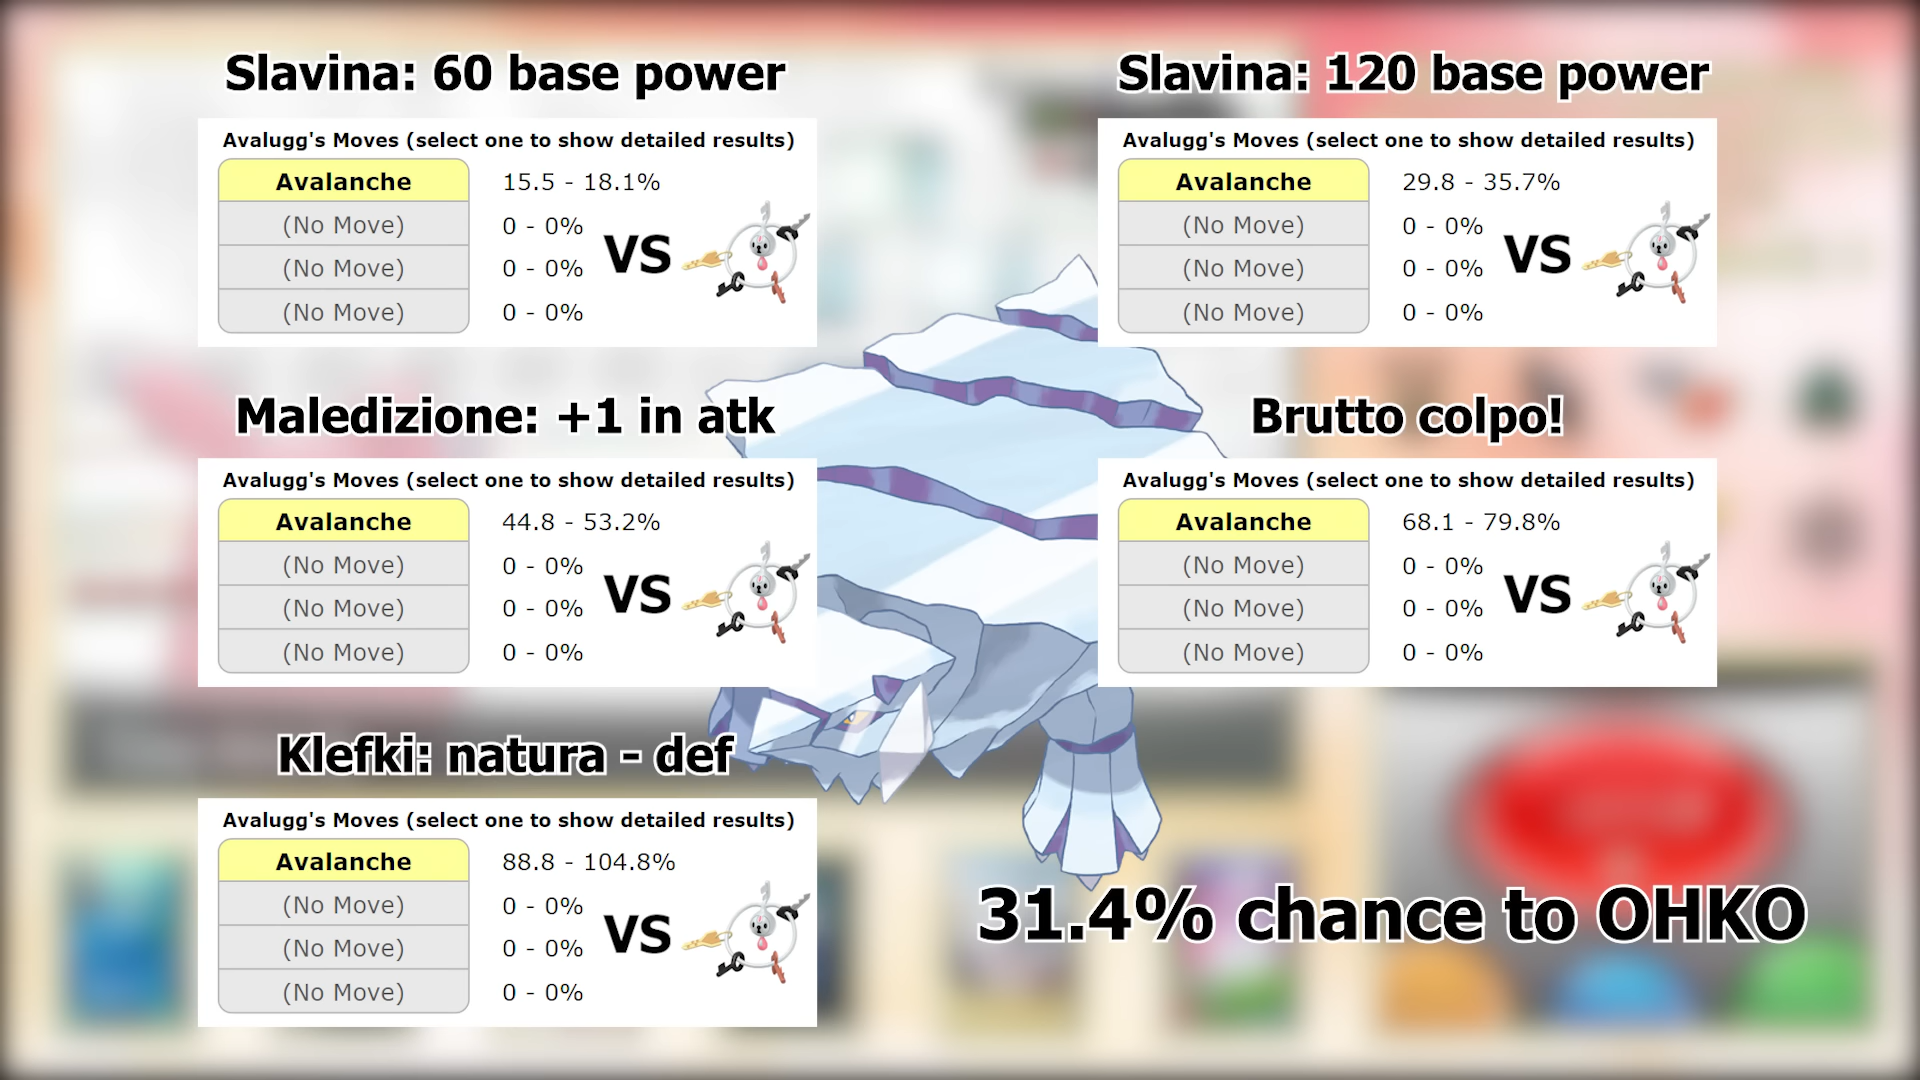 Slavina: 60 base power
Avalugg's Moves (select one to show detailed results)
Avalanche 15.5 - 18.1%
(No Move) 0 - 0%
(No Move) 0 - 0%
(No Move) 0 - 0%
VS
Slavina: 120 base power
Avalugg's Moves (select one to show detailed results)
Avalanche 29.8 - 35.7%
(No Move) 0 - 0%
(No Move) 0 - 0%
(No Move) 0 - 0%
VS
Maledizione: +1 in atk
Avalugg's Moves (select one to show detailed results)
Avalanche 44.8 - 53.2%
(No Move) 0 - 0%
(No Move) 0 - 0%
(No Move) 0 - 0%
VS
Brutto colpo!
Avalugg's Moves (select one to show detailed results)
Avalanche 68.1 - 79.8%
(No Move) 0 - 0%
(No Move) 0 - 0%
(No Move) 0 - 0%
VS
Klefki: natura - def
Avalugg's Moves (select one to show detailed results)
Avalanche 88.8 - 104.8%
(No Move) 0 - 0%
(No Move) 0 - 0%
(No Move) 0 - 0%
VS
31.4% chance to OHKO